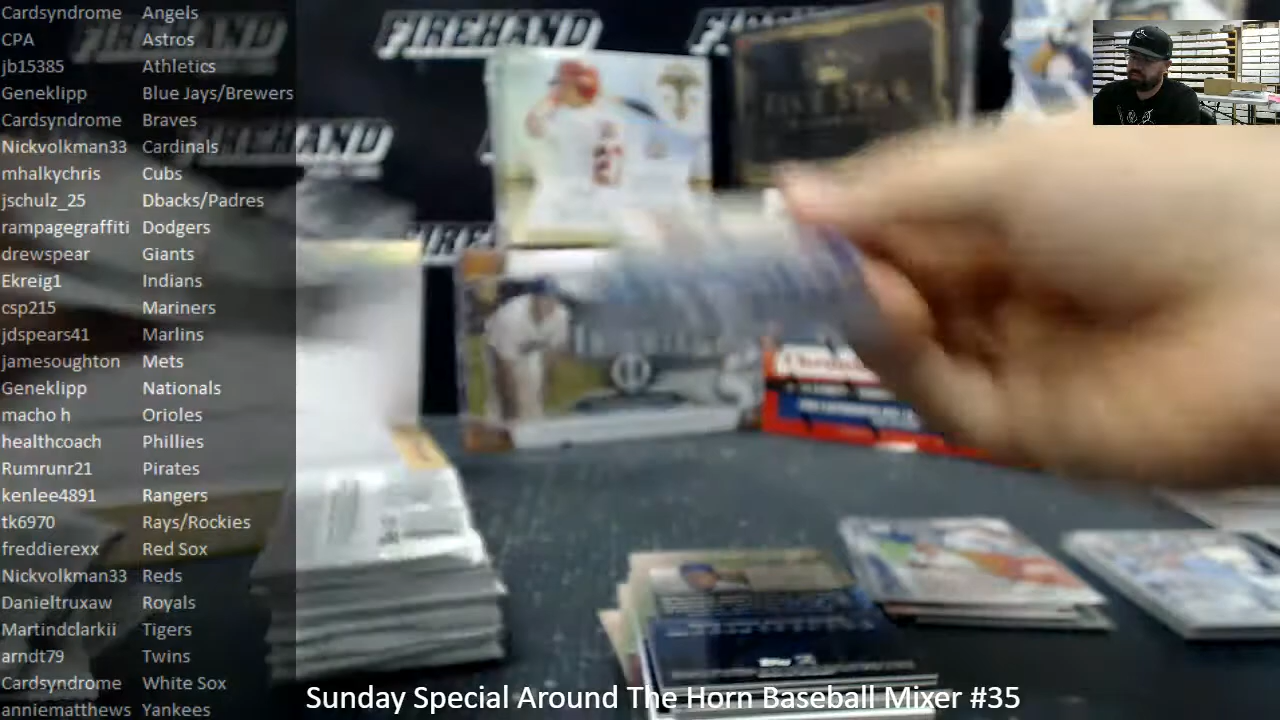 Cardsyndrome Angels
CPA Astros
jb15385 Athletics
Geneklipp Blue Jays/Brewers
Cardsyndrome Braves
Nickvolkman33 Cardinals
mhalkychris Cubs
jschulz_25 Dbacks/Padres
rampagegraffiti Dodgers
drewspear Giants
Ekreig1 Indians
csp215 Mariners
jdspears41 Marlins
jamesoughton Mets
Geneklipp Nationals
macho h Orioles
healthcoach Phillies
Rumrunr21 Pirates
kenlee4891 Rangers
tk6970 Rays/Rockies
freddierexx Red Sox
Nickvolkman33 Reds
Danieltruxaw Royals
Martindclarkii Tigers
arndt79 Twins
Cardsyndrome White Sox
anniematthews Yankees
FIREHAND
FIREHAND
FIREHAND
FIVE STAR
Sunday Special Around The Horn Baseball Mixer #35